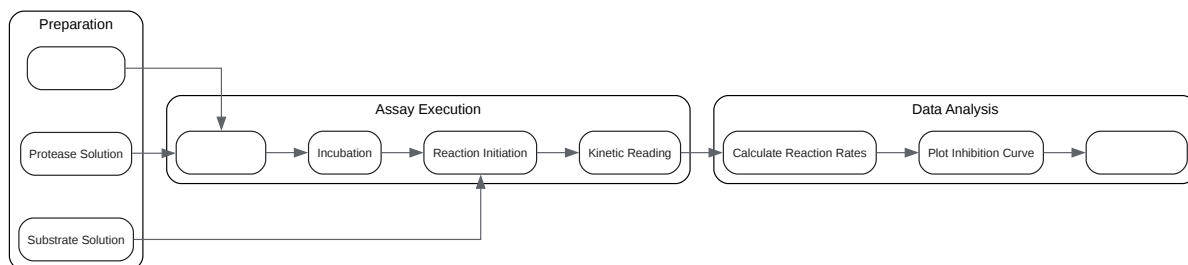 Preparation
Protease Solution
Substrate Solution
Assay Execution
Incubation
Reaction Initiation
Kinetic Reading
Data Analysis
Calculate Reaction Rates
Plot Inhibition Curve